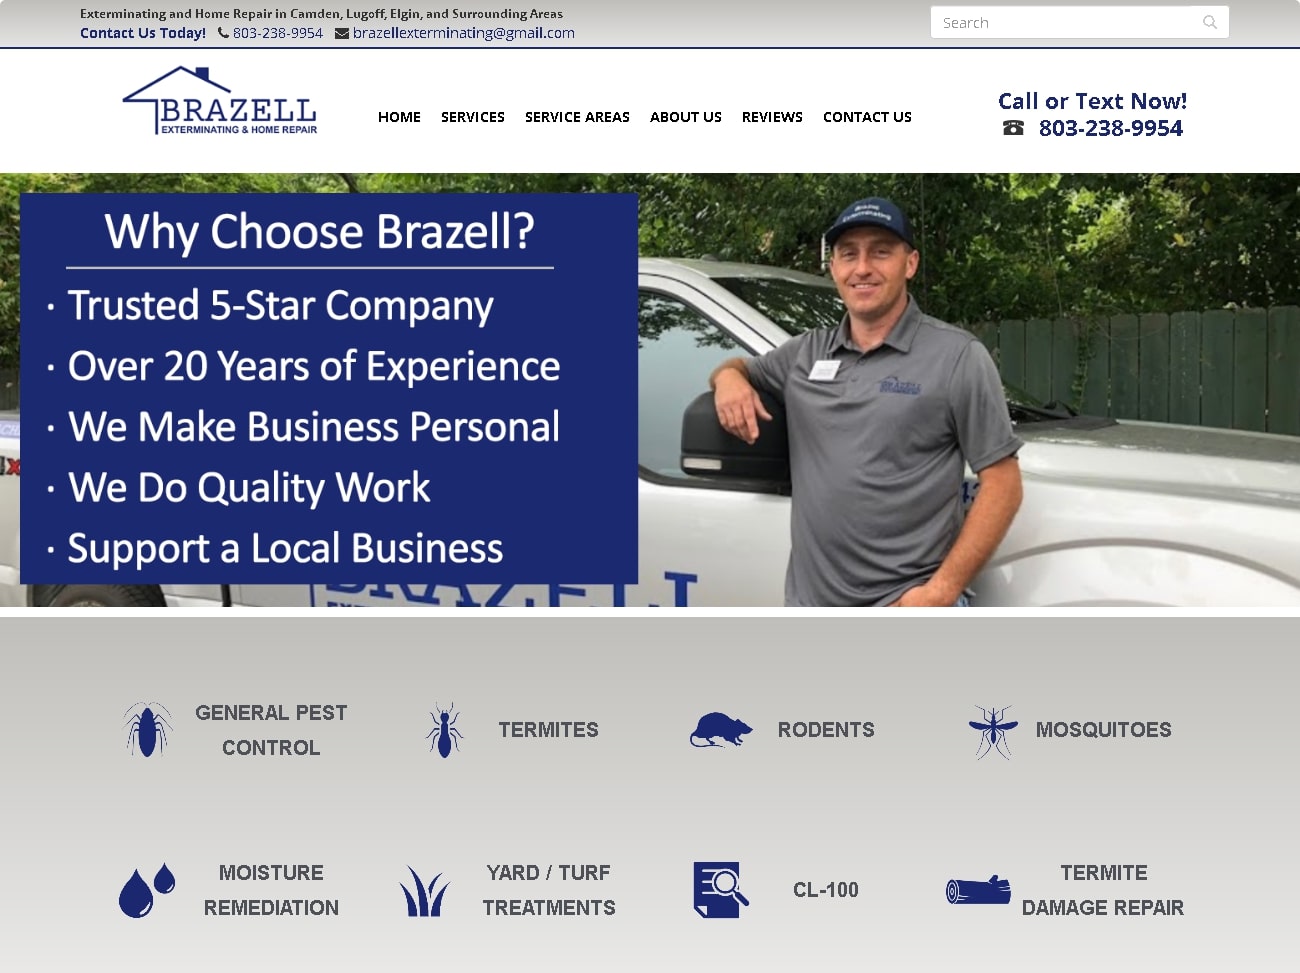 Exterminating and Home Repair in Camden, Lugoff, Elgin, and Surrounding Areas
Contact Us Today! 803-238-9954 brazellexterminating@gmail.com
Search
BRAZELL
EXTERMINATING & HOME REPAIR
HOME SERVICES SERVICE AREAS ABOUT US REVIEWS CONTACT US
Call or Text Now!
803-238-9954
Why Choose Brazell?
· Trusted 5-Star Company
· Over 20 Years of Experience
· We Make Business Personal
· We Do Quality Work
· Support a Local Business
Exterminating
BRAZELL
BRAZELL
GENERAL PEST
CONTROL
TERMITES
RODENTS
MOSQUITOES
MOISTURE
REMEDIATION
YARD / TURF
TREATMENTS
CL-100
TERMITE
DAMAGE REPAIR